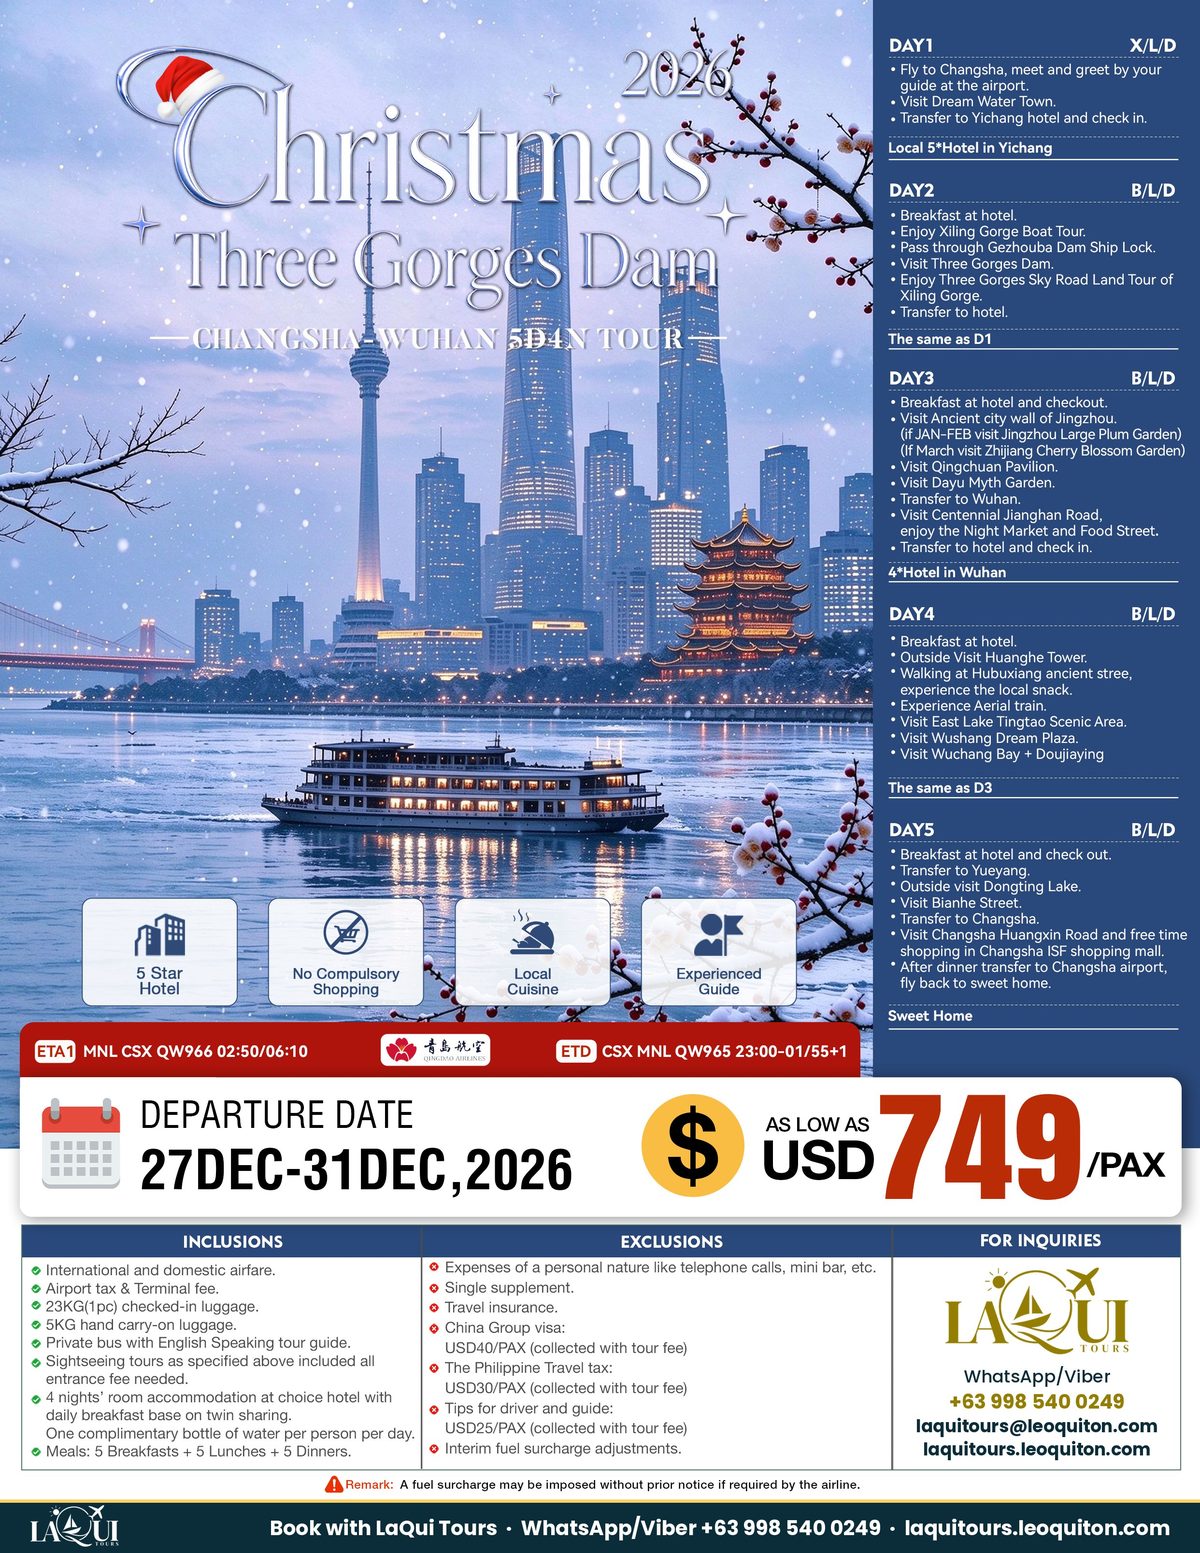 2026
Christmas
Three Gorges Dam
CHANGSHA-WUHAN 5D4N TOUR
DAY1 X/L/D
• Fly to Changsha, meet and greet by your
guide at the airport.
• Visit Dream Water Town.
• Transfer to Yichang hotel and check in.
Local 5*Hotel in Yichang
DAY2 B/L/D
• Breakfast at hotel.
• Enjoy Xiling Gorge Boat Tour.
• Pass through Gezhouba Dam Ship Lock.
• Visit Three Gorges Dam.
• Enjoy Three Gorges Sky Road Land Tour of
Xiling Gorge.
• Transfer to hotel.
The same as D1
DAY3 B/L/D
• Breakfast at hotel and checkout.
• Visit Ancient city wall of Jingzhou.
(if JAN-FEB visit Jingzhou Large Plum Garden)
(If March visit Zhijiang Cherry Blossom Garden)
• Visit Qingchuan Pavilion.
• Visit Dayu Myth Garden.
• Transfer to Wuhan.
• Visit Centennial Jianghan Road,
enjoy the Night Market and Food Street.
• Transfer to hotel and check in.
4*Hotel in Wuhan
DAY4 B/L/D
• Breakfast at hotel.
• Outside Visit Huanghe Tower.
• Walking at Hubuxiang ancient stree,
experience the local snack.
• Experience Aerial train.
• Visit East Lake Tingtao Scenic Area.
• Visit Wushang Dream Plaza.
• Visit Wuchang Bay + Doujiaying
The same as D3
DAY5 B/L/D
• Breakfast at hotel and check out.
• Transfer to Yueyang.
• Outside visit Dongting Lake.
• Visit Bianhe Street.
• Transfer to Changsha.
• Visit Changsha Huangxin Road and free time
shopping in Changsha ISF shopping mall.
• After dinner transfer to Changsha airport,
fly back to sweet home.
Sweet Home
5 Star
Hotel
No Compulsory
Shopping
Local
Cuisine
Experienced
Guide
ETA1 MNL CSX QW966 02:50/06:10
青岛航空
QINGDAO AIRLINES
ETD CSX MNL QW965 23:00-01/55+1
DEPARTURE DATE
27DEC-31DEC,2026
$
AS LOW AS
USD 749 /PAX
INCLUSIONS
International and domestic airfare.
Airport tax & Terminal fee.
23KG(1pc) checked-in luggage.
5KG hand carry-on luggage.
Private bus with English Speaking tour guide.
Sightseeing tours as specified above included all
entrance fee needed.
4 nights' room accommodation at choice hotel with
daily breakfast base on twin sharing.
One complimentary bottle of water per person per day.
Meals: 5 Breakfasts + 5 Lunches + 5 Dinners.
EXCLUSIONS
Expenses of a personal nature like telephone calls, mini bar, etc.
Single supplement.
Travel insurance.
China Group visa:
USD40/PAX (collected with tour fee)
The Philippine Travel tax:
USD30/PAX (collected with tour fee)
Tips for driver and guide:
USD25/PAX (collected with tour fee)
Interim fuel surcharge adjustments.
FOR INQUIRIES
LAQUI
TOURS
WhatsApp/Viber
+63 998 540 0249
laquitours@leoquiton.com
laquitours.leoquiton.com
Remark: A fuel surcharge may be imposed without prior notice if required by the airline.
LAQUI
TOURS
Book with LaQui Tours · WhatsApp/Viber +63 998 540 0249 · laquitours.leoquiton.com